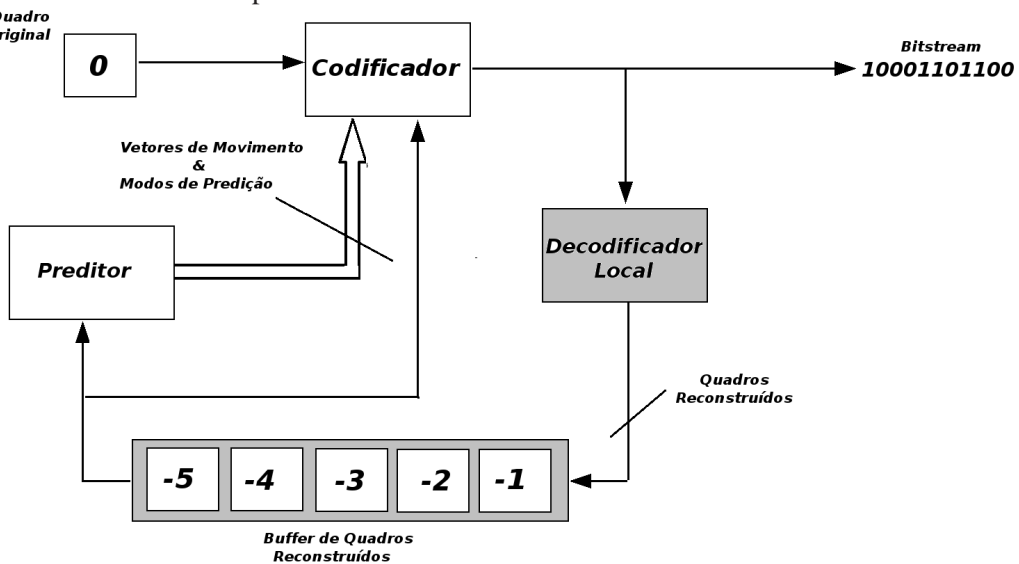 Quadro
0
Codificador
Bitstream
10001101100
Vetores de Movimento
&
Modos de Predição
Preditor
Decodificador
Local
Quadros
Reconstruídos
-5 -4 -3 -2 -1
Buffer de Quadros
Reconstruídos